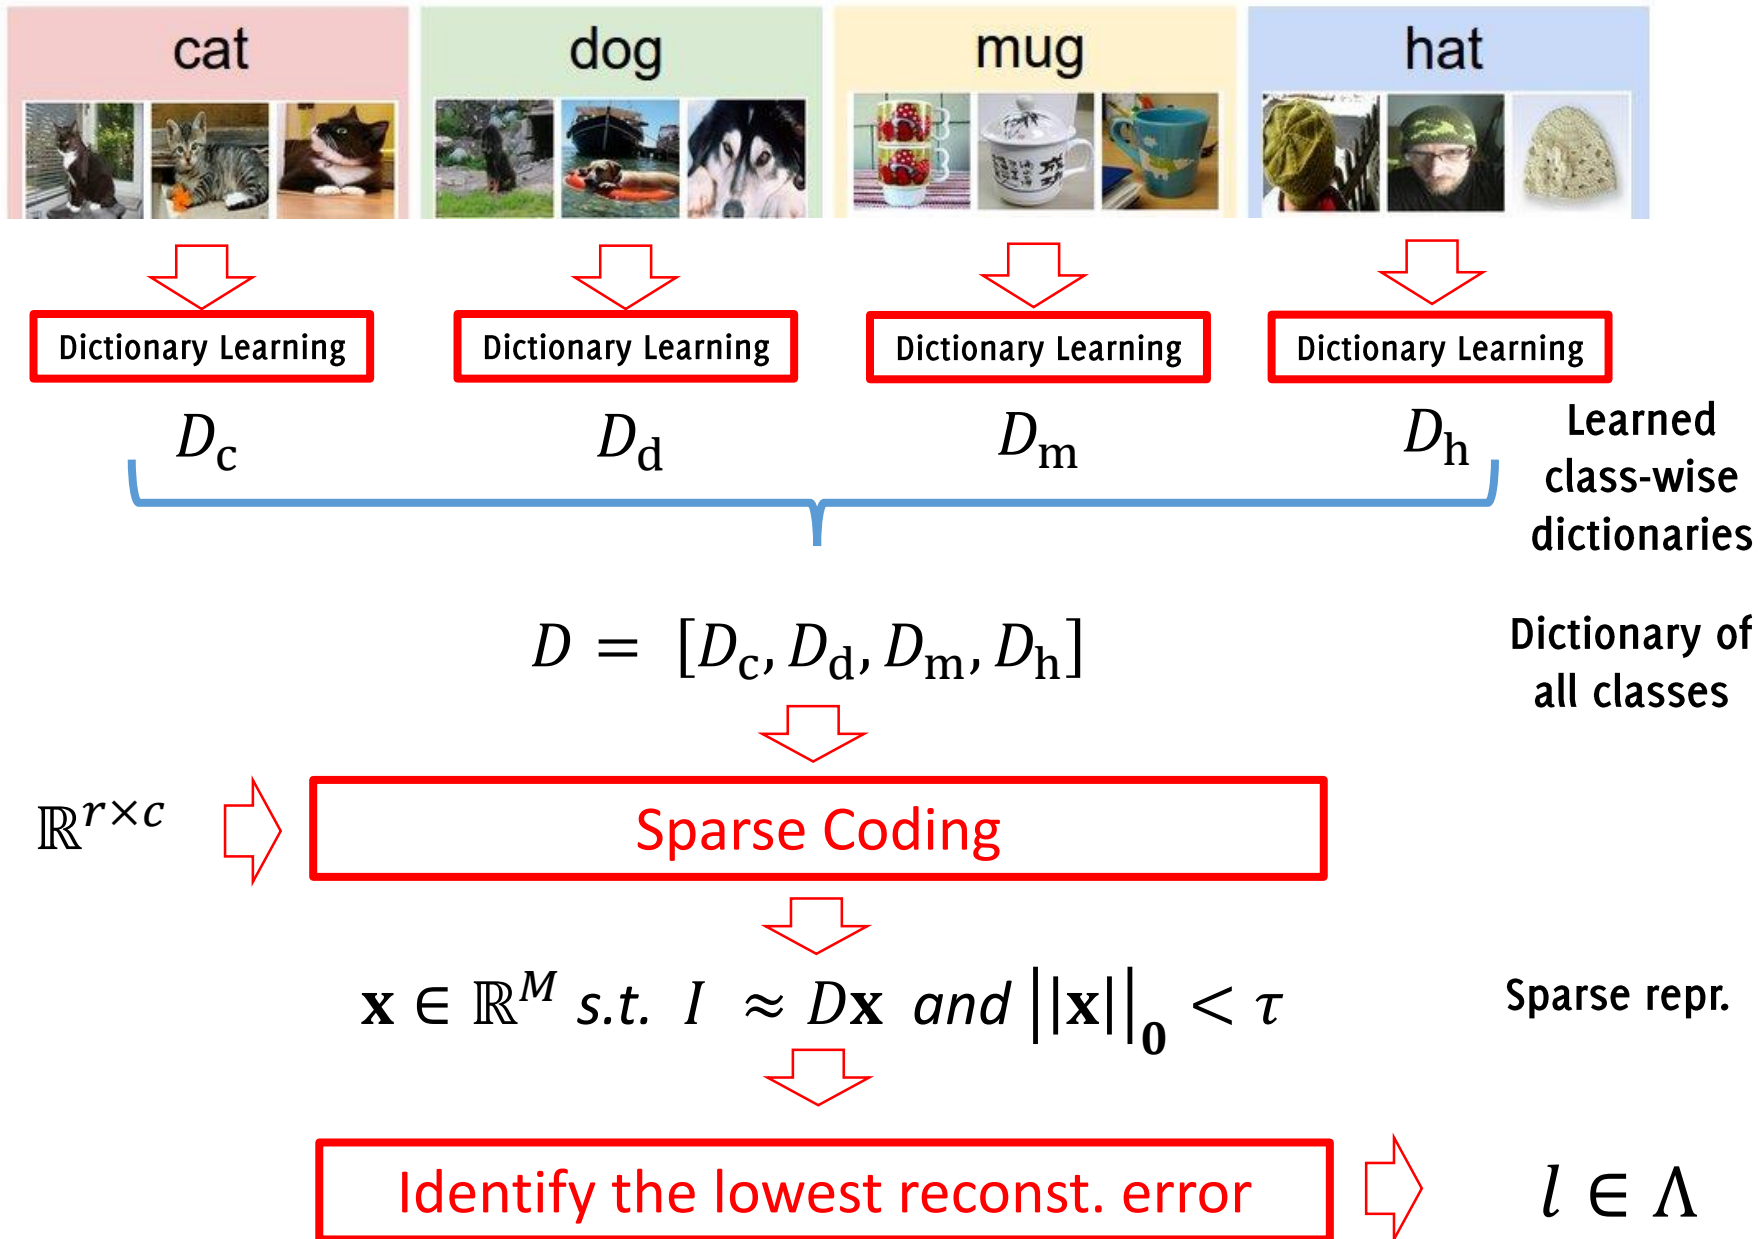 cat dog mug hat
Dictionary Learning Dictionary Learning Dictionary Learning Dictionary Learning
D_c D_d D_m D_h
Learned
class-wise
dictionaries
D = [D_c, D_d, D_m, D_h]
Dictionary of
all classes
ℝ^{r×c}
Sparse Coding
𝐱 ∈ ℝ^M s.t. I ≈ D𝐱 and ||𝐱||_0 < τ
Sparse repr.
Identify the lowest reconst. error
l ∈ Λ